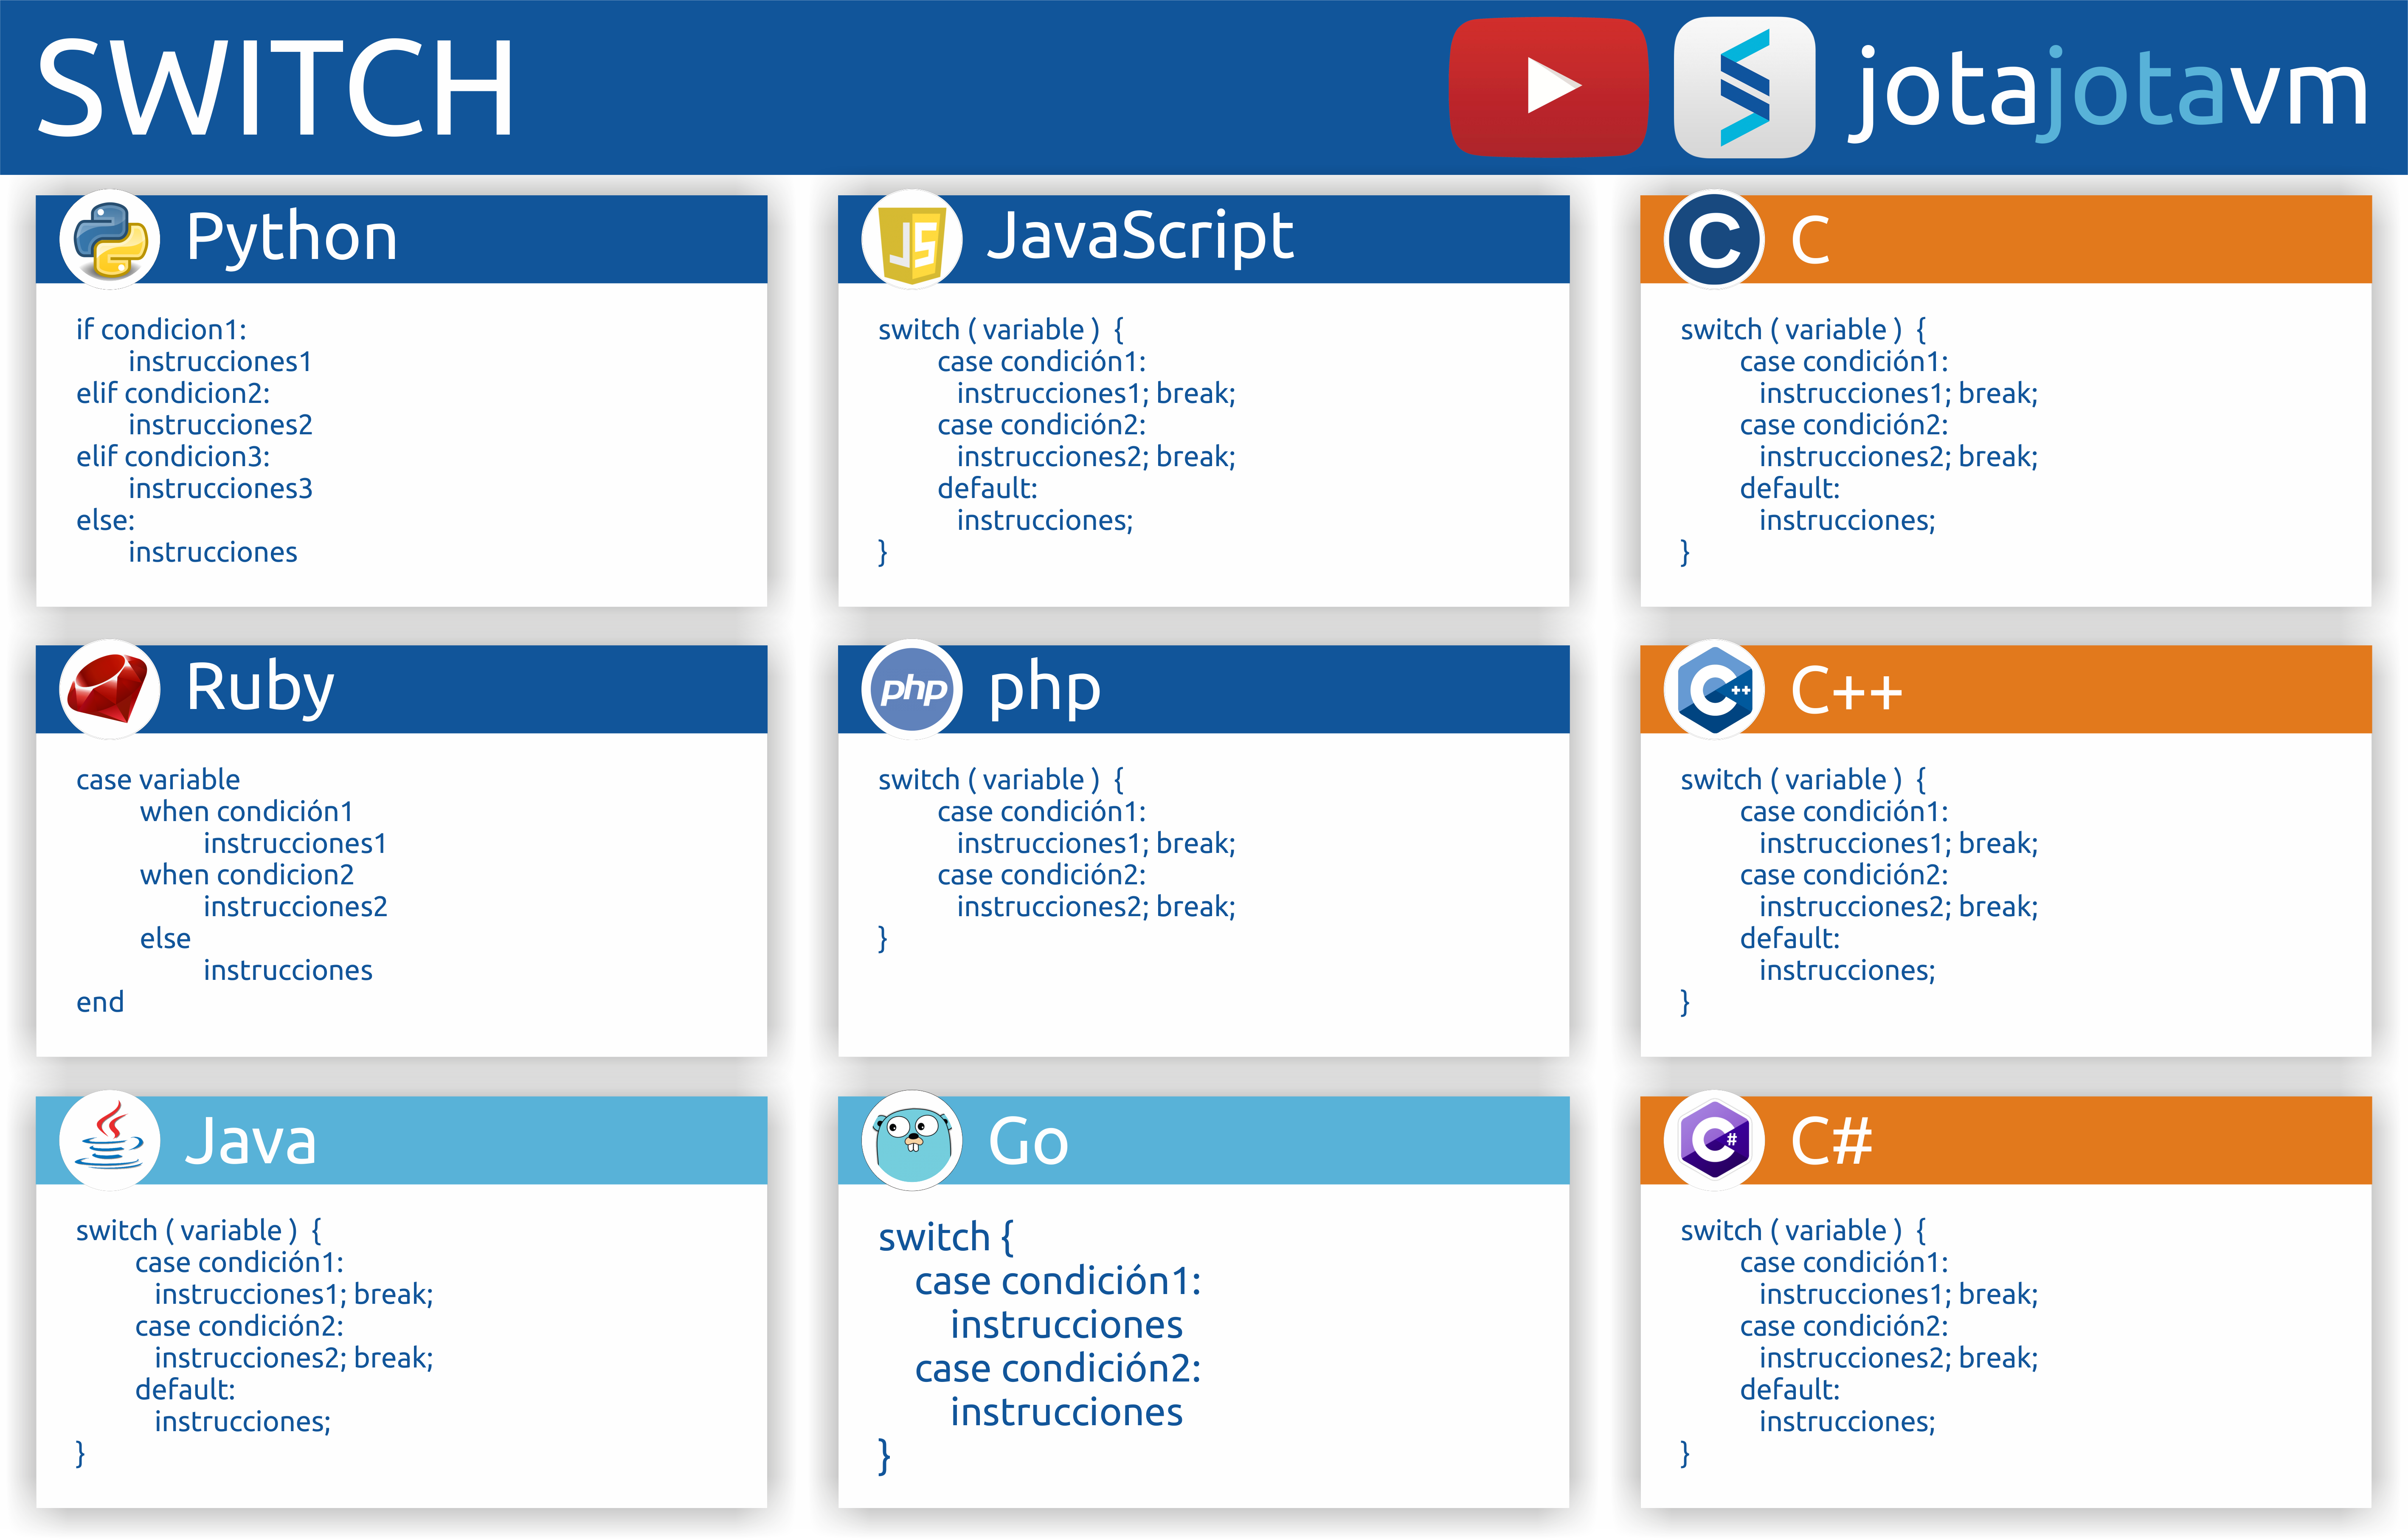 SWITCH
jotajotavm
Python
if condicion1:
instrucciones1
elif condicion2:
instrucciones2
elif condicion3:
instrucciones3
else:
instrucciones
JS
JavaScript
switch ( variable ) {
case condición1:
instrucciones1; break;
case condición2:
instrucciones2; break;
default:
instrucciones;
}
C
C
switch ( variable ) {
case condición1:
instrucciones1; break;
case condición2:
instrucciones2; break;
default:
instrucciones;
}
Ruby
case variable
when condición1
instrucciones1
when condicion2
instrucciones2
else
instrucciones
end
php
php
switch ( variable ) {
case condición1:
instrucciones1; break;
case condición2:
instrucciones2; break;
}
C++
C++
switch ( variable ) {
case condición1:
instrucciones1; break;
case condición2:
instrucciones2; break;
default:
instrucciones;
}
Java
switch ( variable ) {
case condición1:
instrucciones1; break;
case condición2:
instrucciones2; break;
default:
instrucciones;
}
Go
switch {
case condición1:
instrucciones
case condición2:
instrucciones
}
C#
C#
switch ( variable ) {
case condición1:
instrucciones1; break;
case condición2:
instrucciones2; break;
default:
instrucciones;
}